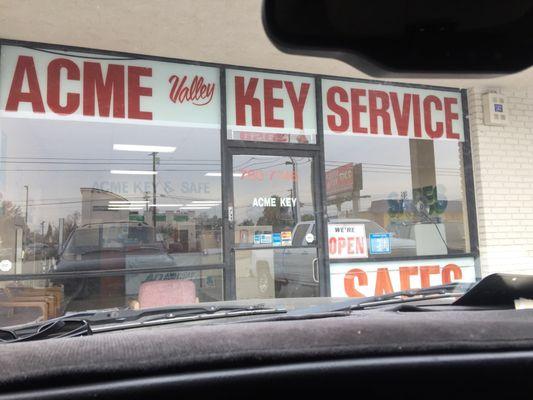 ACME Valley KEY SERVICE
ACME KEY & SAFE
ACME KEY
WE'RE
OPEN
SAFES